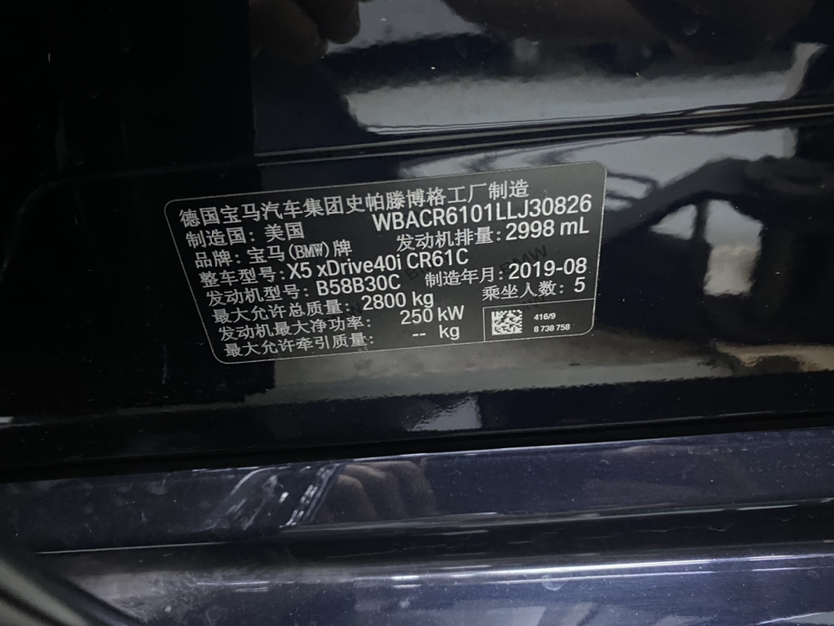 德国宝马汽车集团史帕滕博格工厂制造
制造国: 美国 WBACR6101LLJ30826
品牌: 宝马(BMW)牌 发动机排量: 2998 mL
整车型号: X5 xDrive40i CR61C
发动机型号: B58B30C 制造年月: 2019-08
最大允许总质量: 2800 kg 乘坐人数: 5
发动机最大净功率: 250 kW
最大允许牵引质量: -- kg
416/9
8 738 758